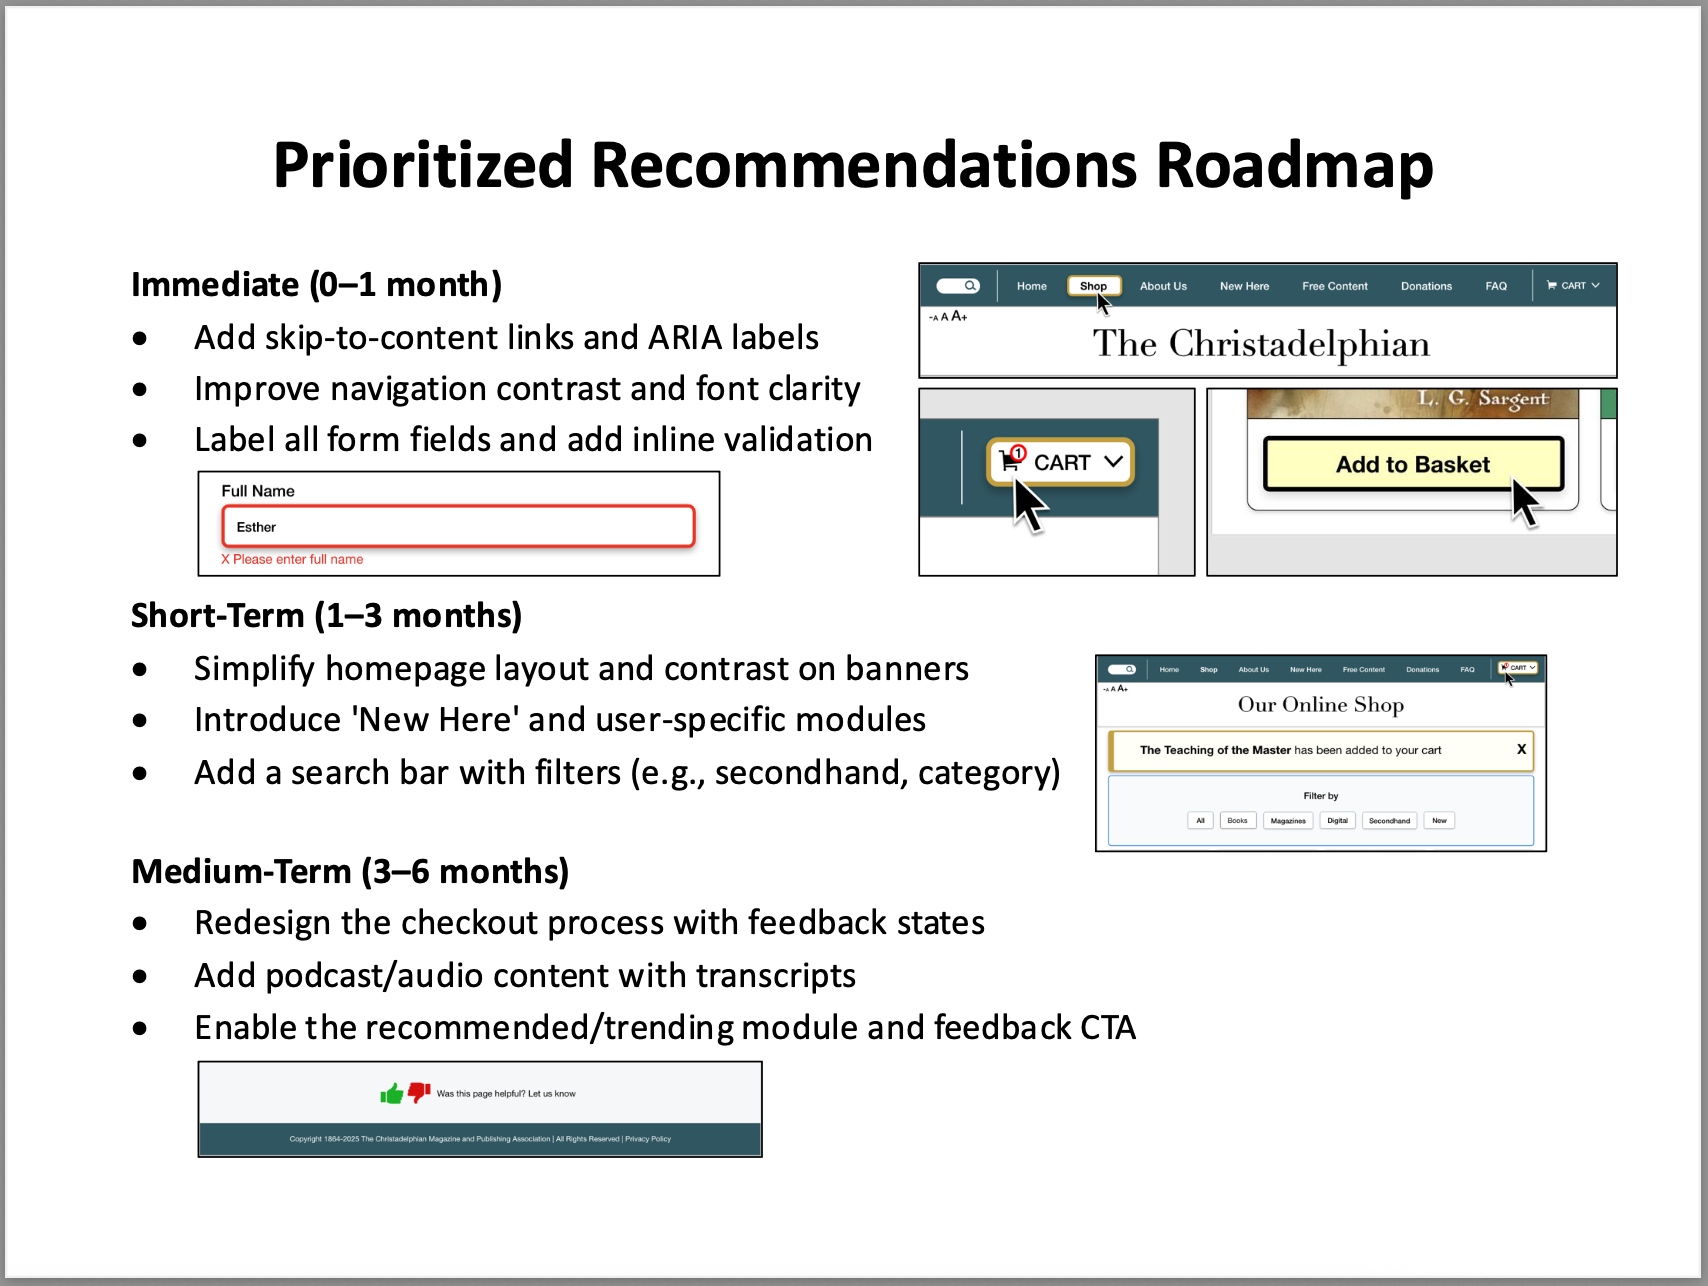 Prioritized Recommendations Roadmap
Immediate (0–1 month)
• Add skip-to-content links and ARIA labels
• Improve navigation contrast and font clarity
• Label all form fields and add inline validation
Full Name
Esther
X Please enter full name
Home Shop About Us New Here Free Content Donations FAQ CART
-A A A+
The Christadelphian
1 CART
L. G. Sargent
Add to Basket
Short-Term (1–3 months)
• Simplify homepage layout and contrast on banners
• Introduce 'New Here' and user-specific modules
• Add a search bar with filters (e.g., secondhand, category)
Home Shop About Us New Here Free Content Donations FAQ CART
-A A A+
Our Online Shop
The Teaching of the Master has been added to your cart X
Filter by
All Books Magazines Digital Secondhand New
Medium-Term (3–6 months)
• Redesign the checkout process with feedback states
• Add podcast/audio content with transcripts
• Enable the recommended/trending module and feedback CTA
Was this page helpful? Let us know
Copyright 1864-2025 The Christadelphian Magazine and Publishing Association | All Rights Reserved | Privacy Policy